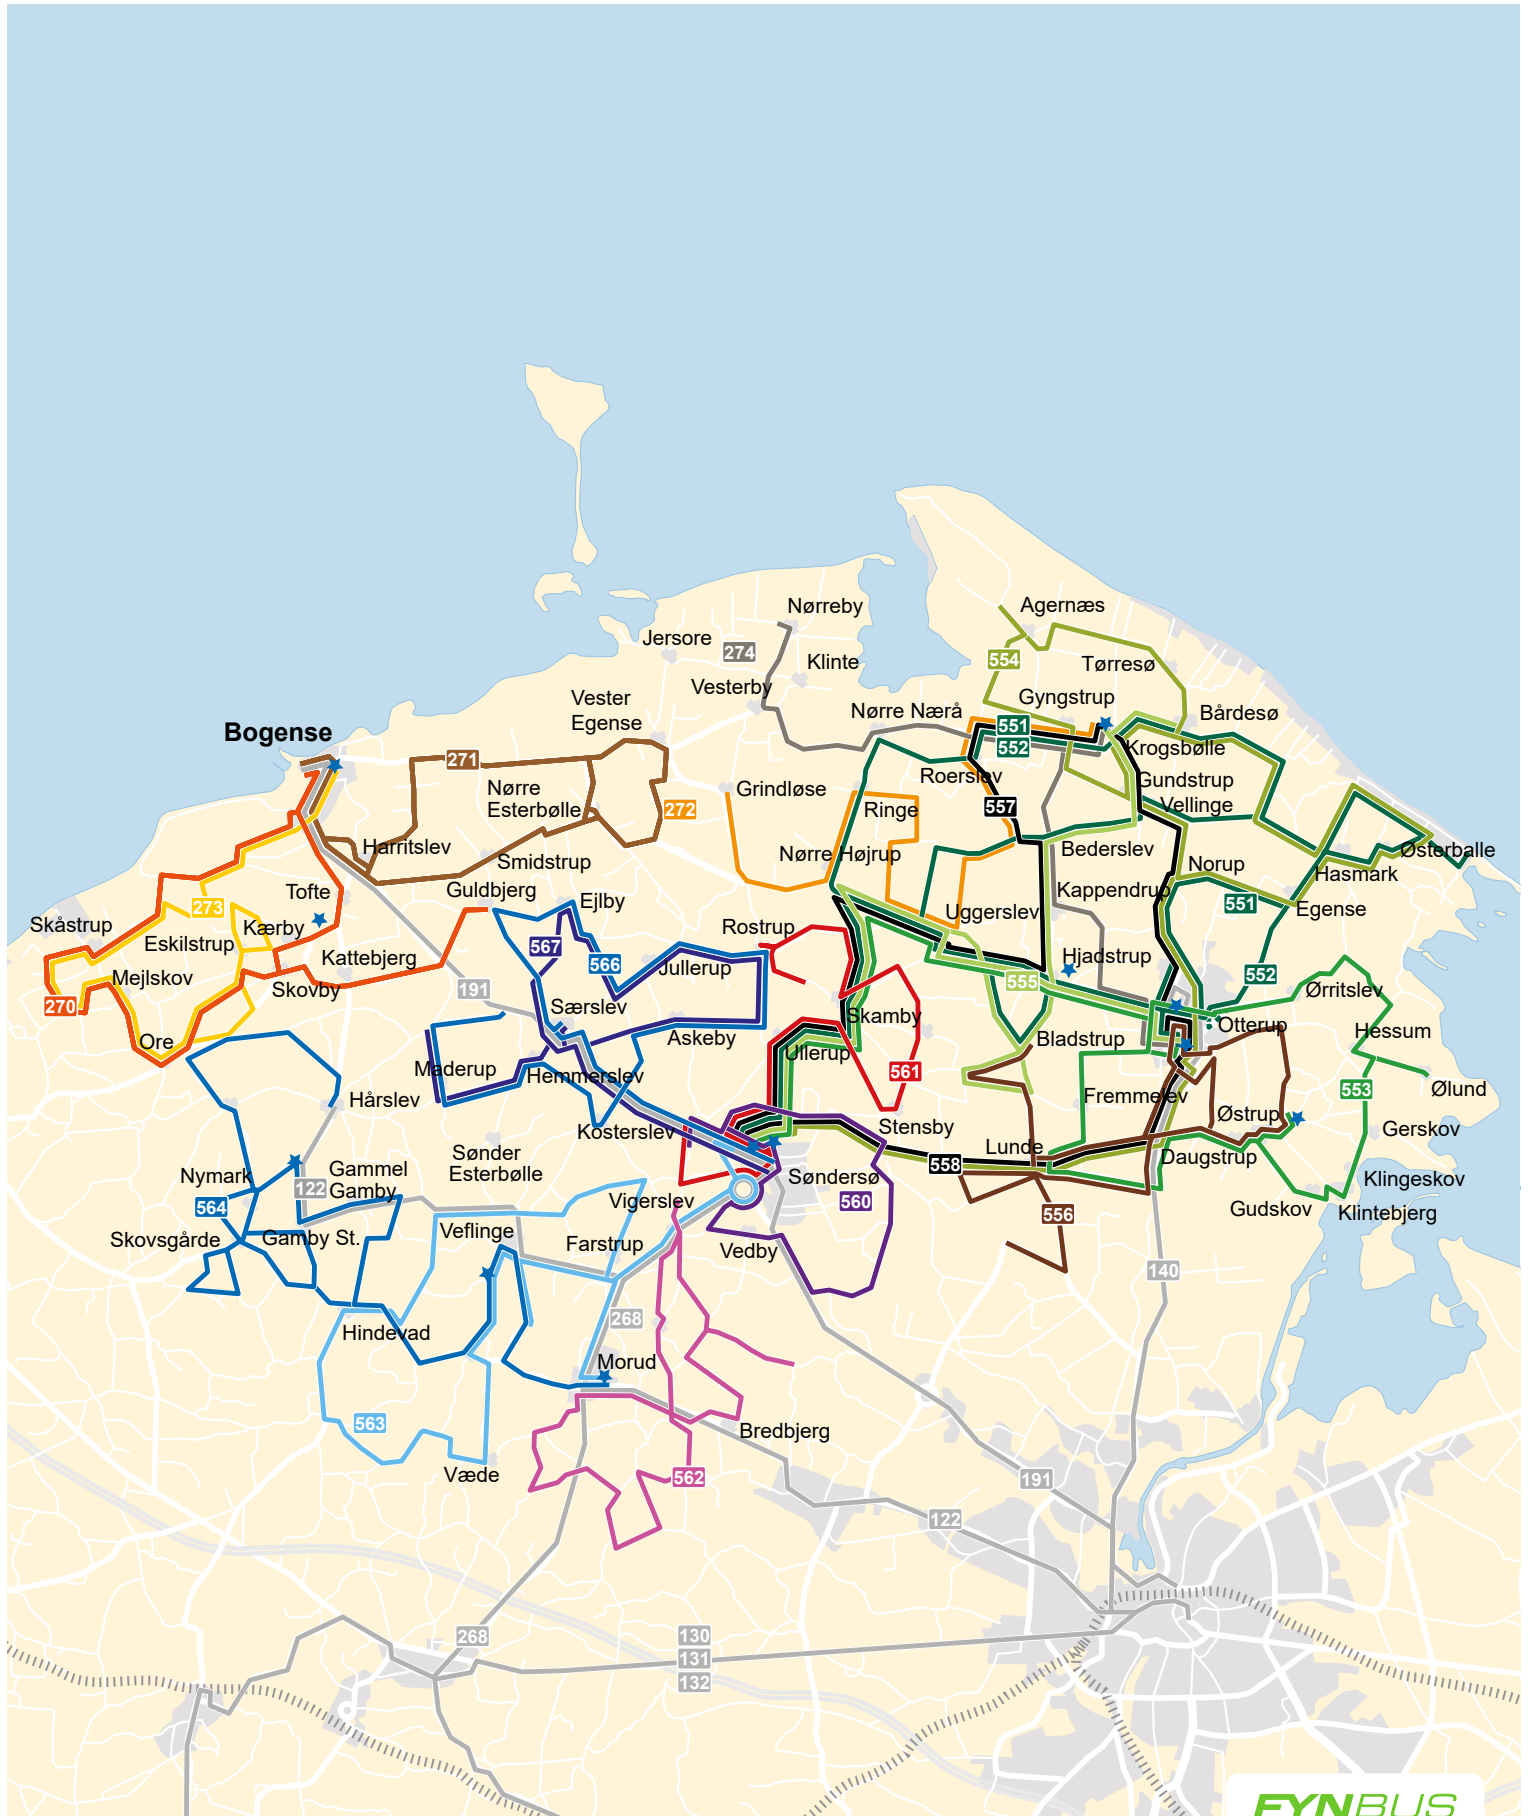 Nørreby
Agernæs
Jersore
274
554
Klinte
Tørresø
Vesterby
Vester
Egense
Gyngstrup
Nørre Nærå
Bårdesø
551
Bogense
552
Krogsbølle
271
Roerslev
Gundstrup
Nørre
Esterbølle
Grindløse
272
Ringe
557
Vellinge
Harritslev
Smidstrup
Nørre Højrup
Bederslev
Norup
Østerballe
Hasmark
Tofte
Guldbjerg
Ejlby
Kappendrup
273
551
Skåstrup
Kærby
Rostrup
Uggerslev
Egense
Eskilstrup
567
566
Jullerup
Hjadstrup
Kattebjerg
Mejlskov
Skovby
191
555
552
Ørritslev
270
Særslev
Skamby
Otterup
Hessum
Ore
Askeby
Ullerup
Bladstrup
Maderup
Hemmerslev
561
553
Ølund
Hårslev
Fremmelev
Østrup
Kosterslev
Stensby
Gerskov
Sønder
Esterbølle
Lunde
Daugstrup
Nymark
Gammel
Gamby
122
558
Søndersø
Klingeskov
564
Vigerslev
560
556
Gudskov
Klintebjerg
Skovsgårde
Gamby St.
Veflinge
Farstrup
Vedby
140
268
Hindevad
Morud
563
Bredbjerg
Væde
562
191
122
268
130
131
132
FYNBUS